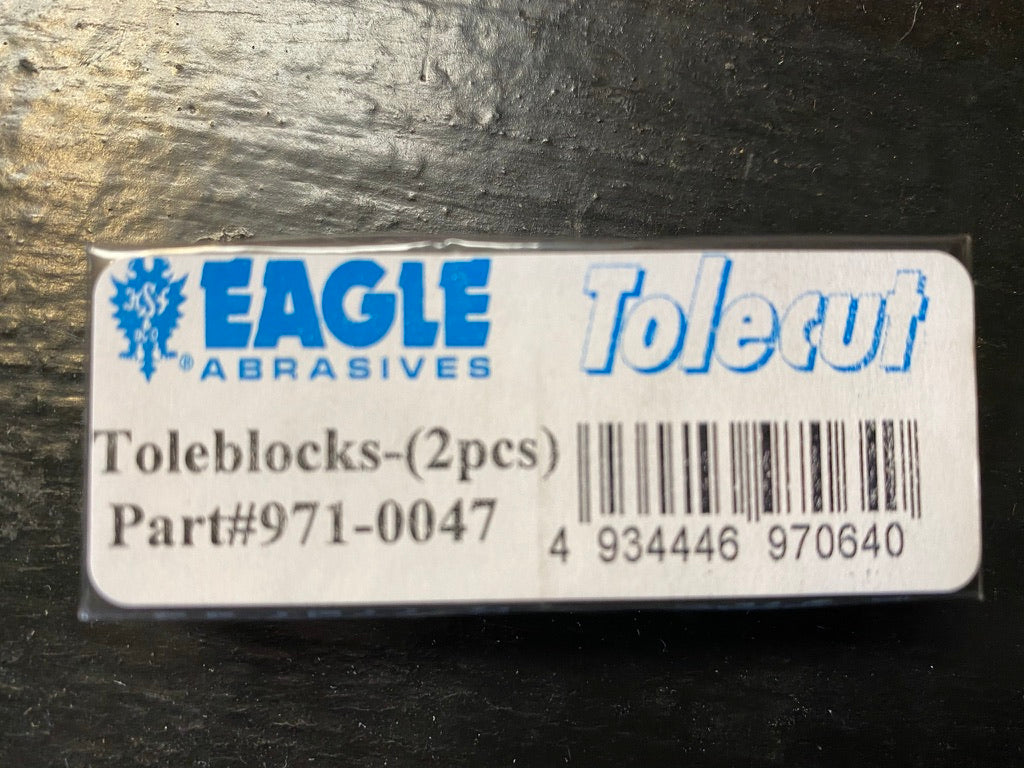 EAGLE
ABRASIVES
Tolecut
Toleblocks-(2pcs)
Part#971-0047
4 934446 970640